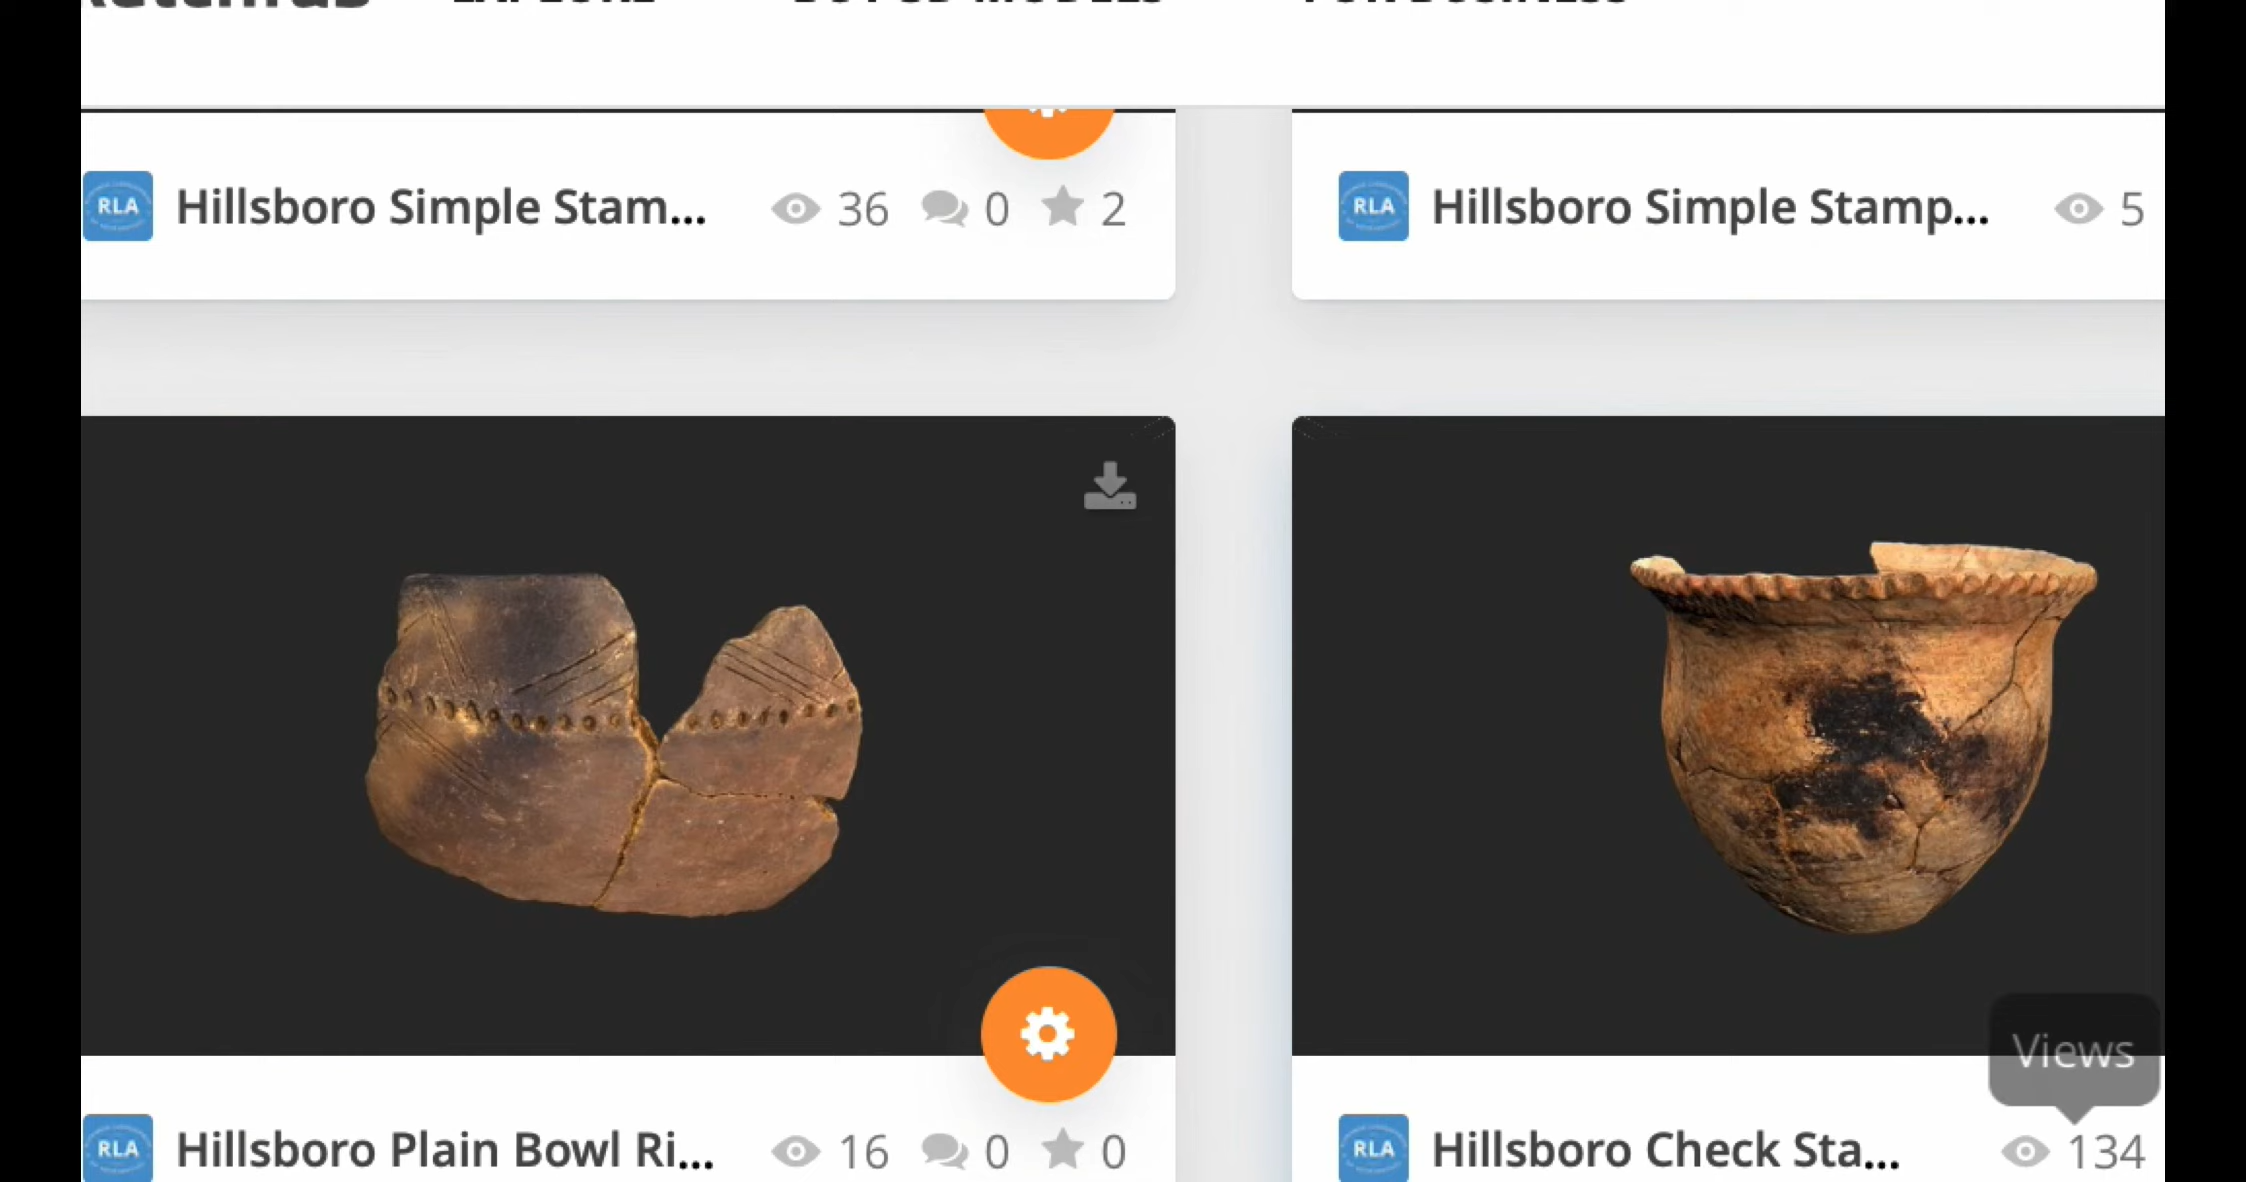 RLA Hillsboro Simple Stam... 36 0 2
RLA Hillsboro Simple Stamp... 5
Views
RLA Hillsboro Plain Bowl Ri... 16 0 0
RLA Hillsboro Check Sta... 134